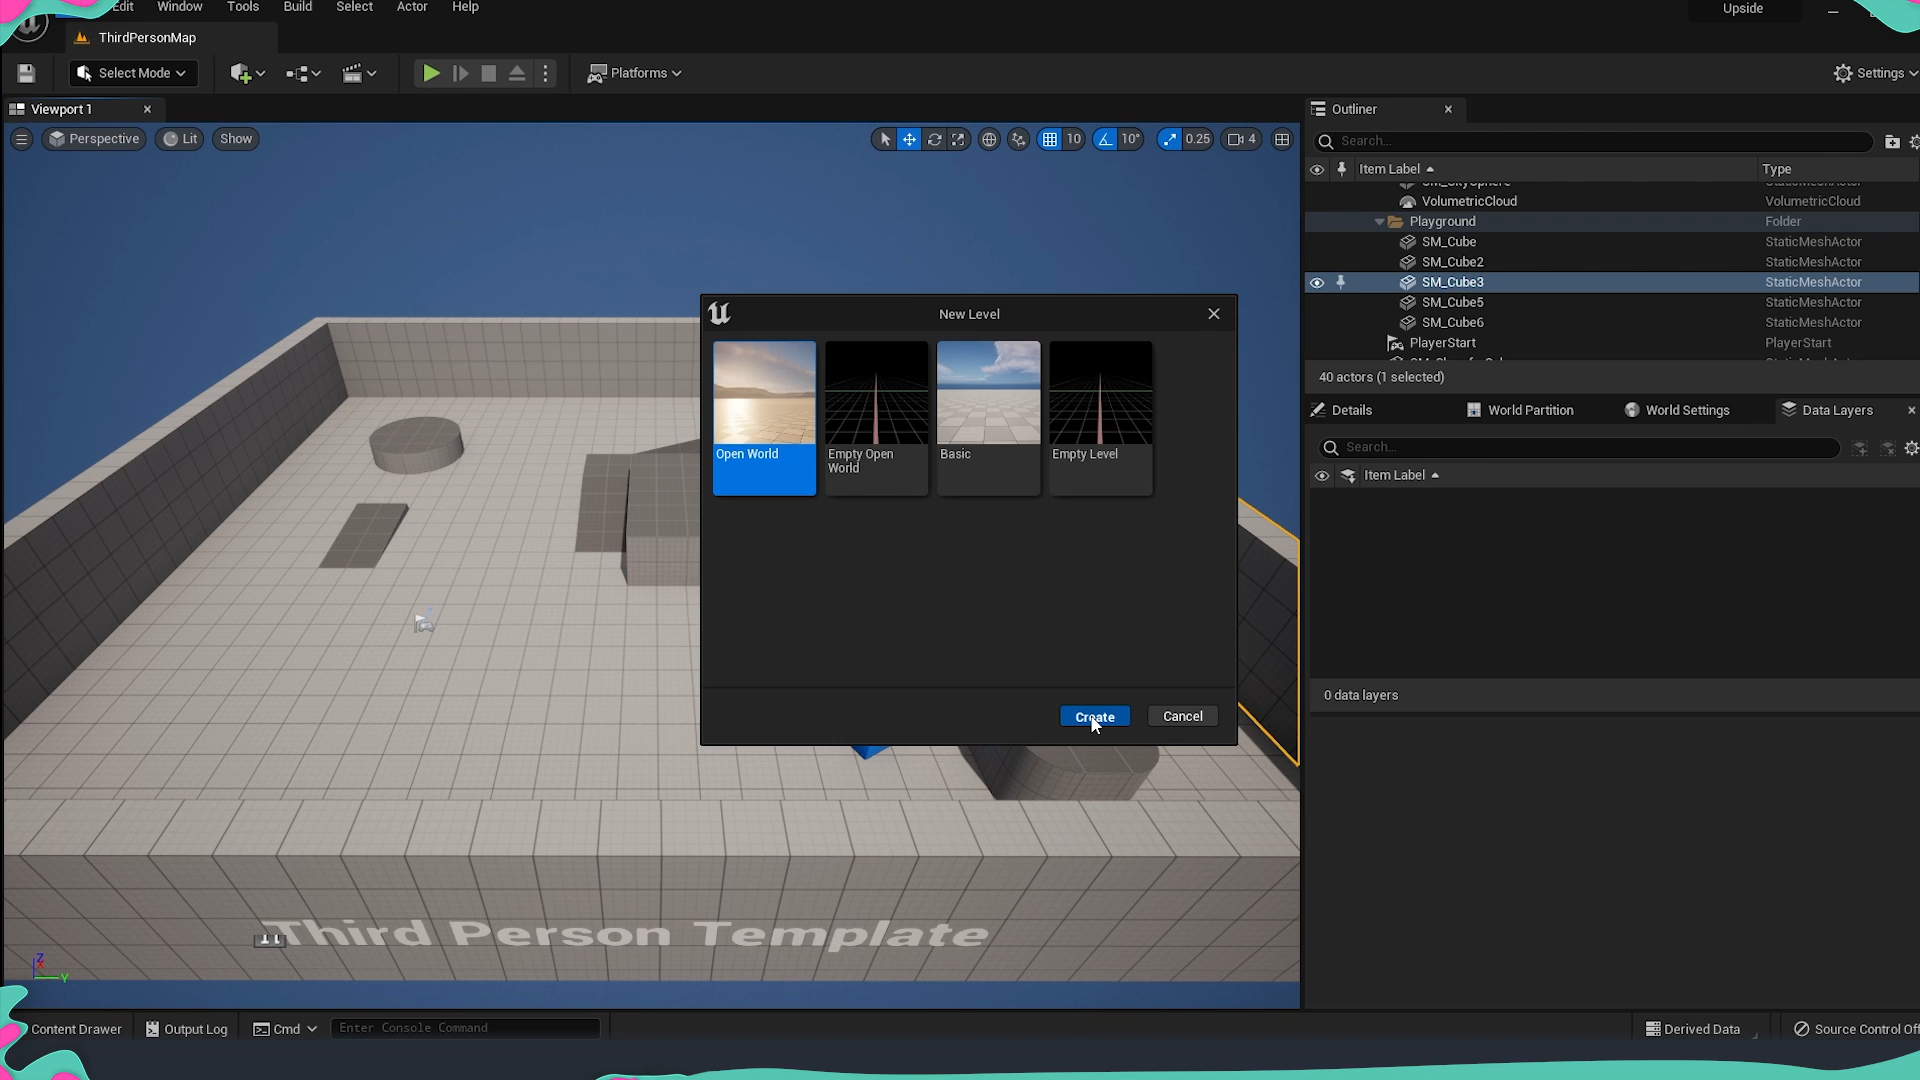 Edit Window Tools Build Select Actor Help
Upside
ThirdPersonMap
Select Mode
Platforms
Settings
Viewport 1
Outliner
Perspective Lit Show
10 10° 0.25 4
Search...
Item Label Type
SM_SkySphere StaticMeshActor
VolumetricCloud VolumetricCloud
Playground Folder
SM_Cube StaticMeshActor
SM_Cube2 StaticMeshActor
SM_Cube3 StaticMeshActor
SM_Cube5 StaticMeshActor
SM_Cube6 StaticMeshActor
PlayerStart PlayerStart
40 actors (1 selected)
Details World Partition World Settings Data Layers
Search...
Item Label
0 data layers
New Level
Open World
Empty Open World
Basic
Empty Level
Create Cancel
Third Person Template
Z
X
Y
Content Drawer Output Log Cmd Enter Console Command
Derived Data Source Control Off